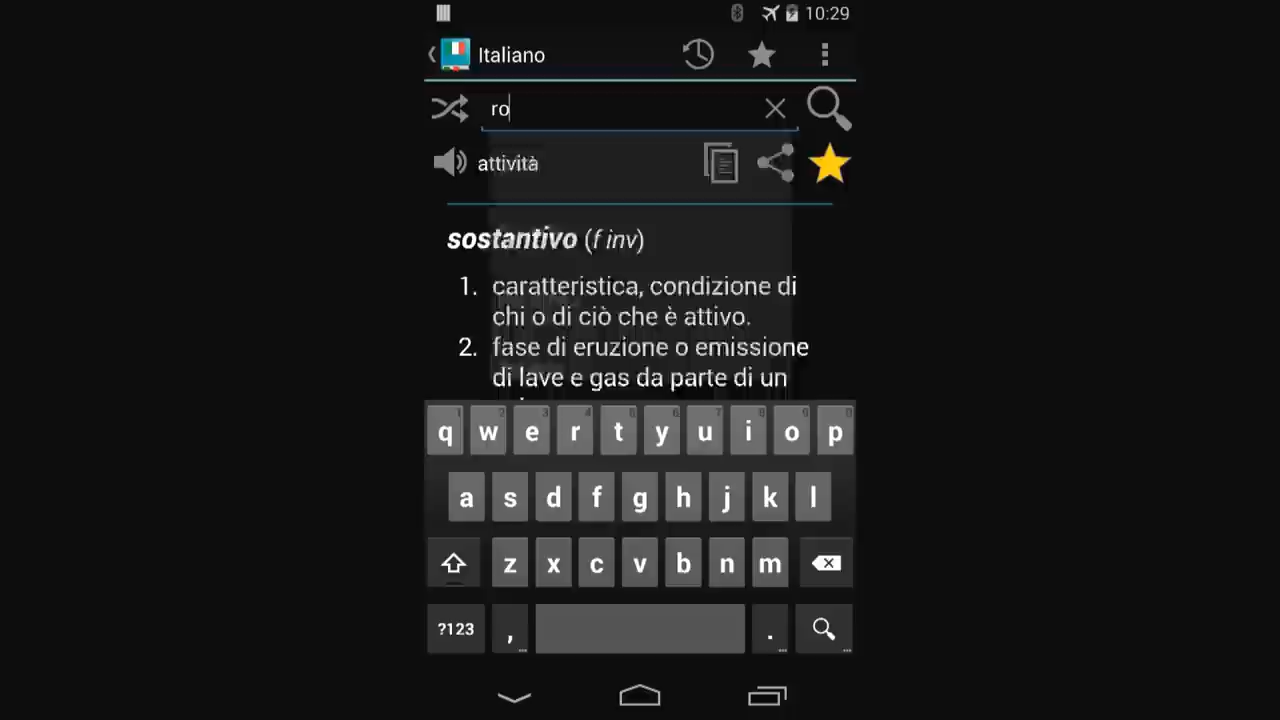 10:29
Italiano
ro
attività
sostantivo (f inv)
1. caratteristica, condizione di
chi o di ciò che è attivo.
2. fase di eruzione o emissione
di lave e gas da parte di un
q w e r t y u i o p
a s d f g h j k l
z x c v b n m
?123 , .